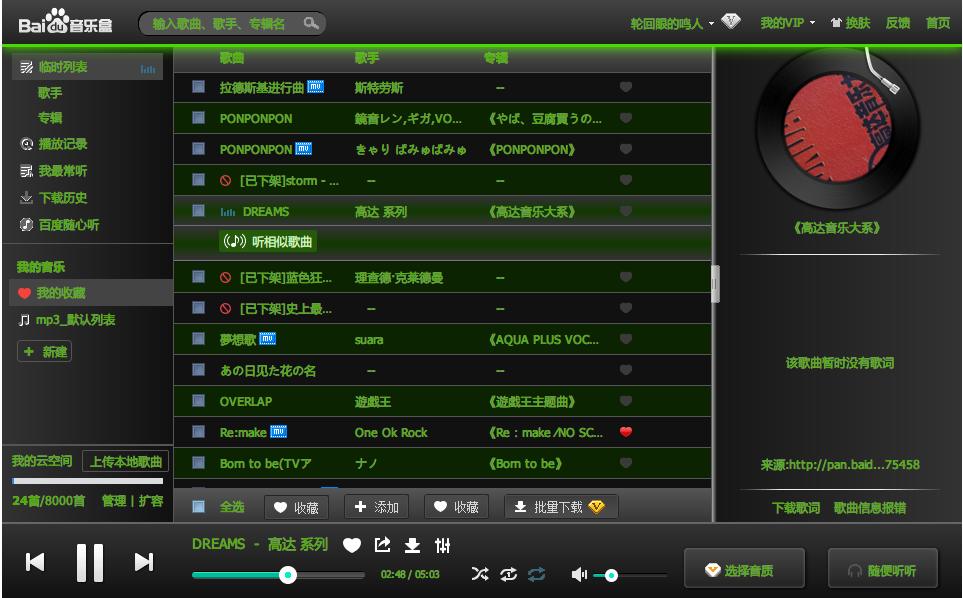 Bai du 音乐盒
输入歌曲、歌手、专辑名
轮回眼的鸣人 我的VIP 换肤 反馈 首页
临时列表
歌手
专辑
播放记录
我最常听
下载历史
百度随心听
我的音乐
我的收藏
mp3_默认列表
+ 新建
我的云空间 上传本地歌曲
24首/8000首 管理 | 扩容
歌曲 歌手 专辑
拉德斯基进行曲 mv 斯特劳斯 --
PONPONPON 鏡音レン,ギガ,VO... 《やば、豆腐買うの...
PONPONPON mv きゃり ぱみゅぱみゅ 《PONPONPON》
[已下架]storm - ... -- --
DREAMS 高达 系列 《高达音乐大系》
听相似歌曲
[已下架]蓝色狂... 理查德·克莱德曼 --
[已下架]史上最... -- --
夢想歌 mv suara 《AQUA PLUS VOC...
あの日见た花の名 -- --
OVERLAP 遊戯王 《遊戯王主题曲》
Re:make mv One Ok Rock 《Re：make ∕NO SC...
Born to be(TVア ナノ 《Born to be》
全选 收藏 添加 收藏 批量下载
《高达音乐大系》
该歌曲暂时没有歌词
来源:http://pan.baid...75458
下载歌词 歌曲信息报错
DREAMS - 高达 系列
02:48 / 05:03
选择音质 随便听听